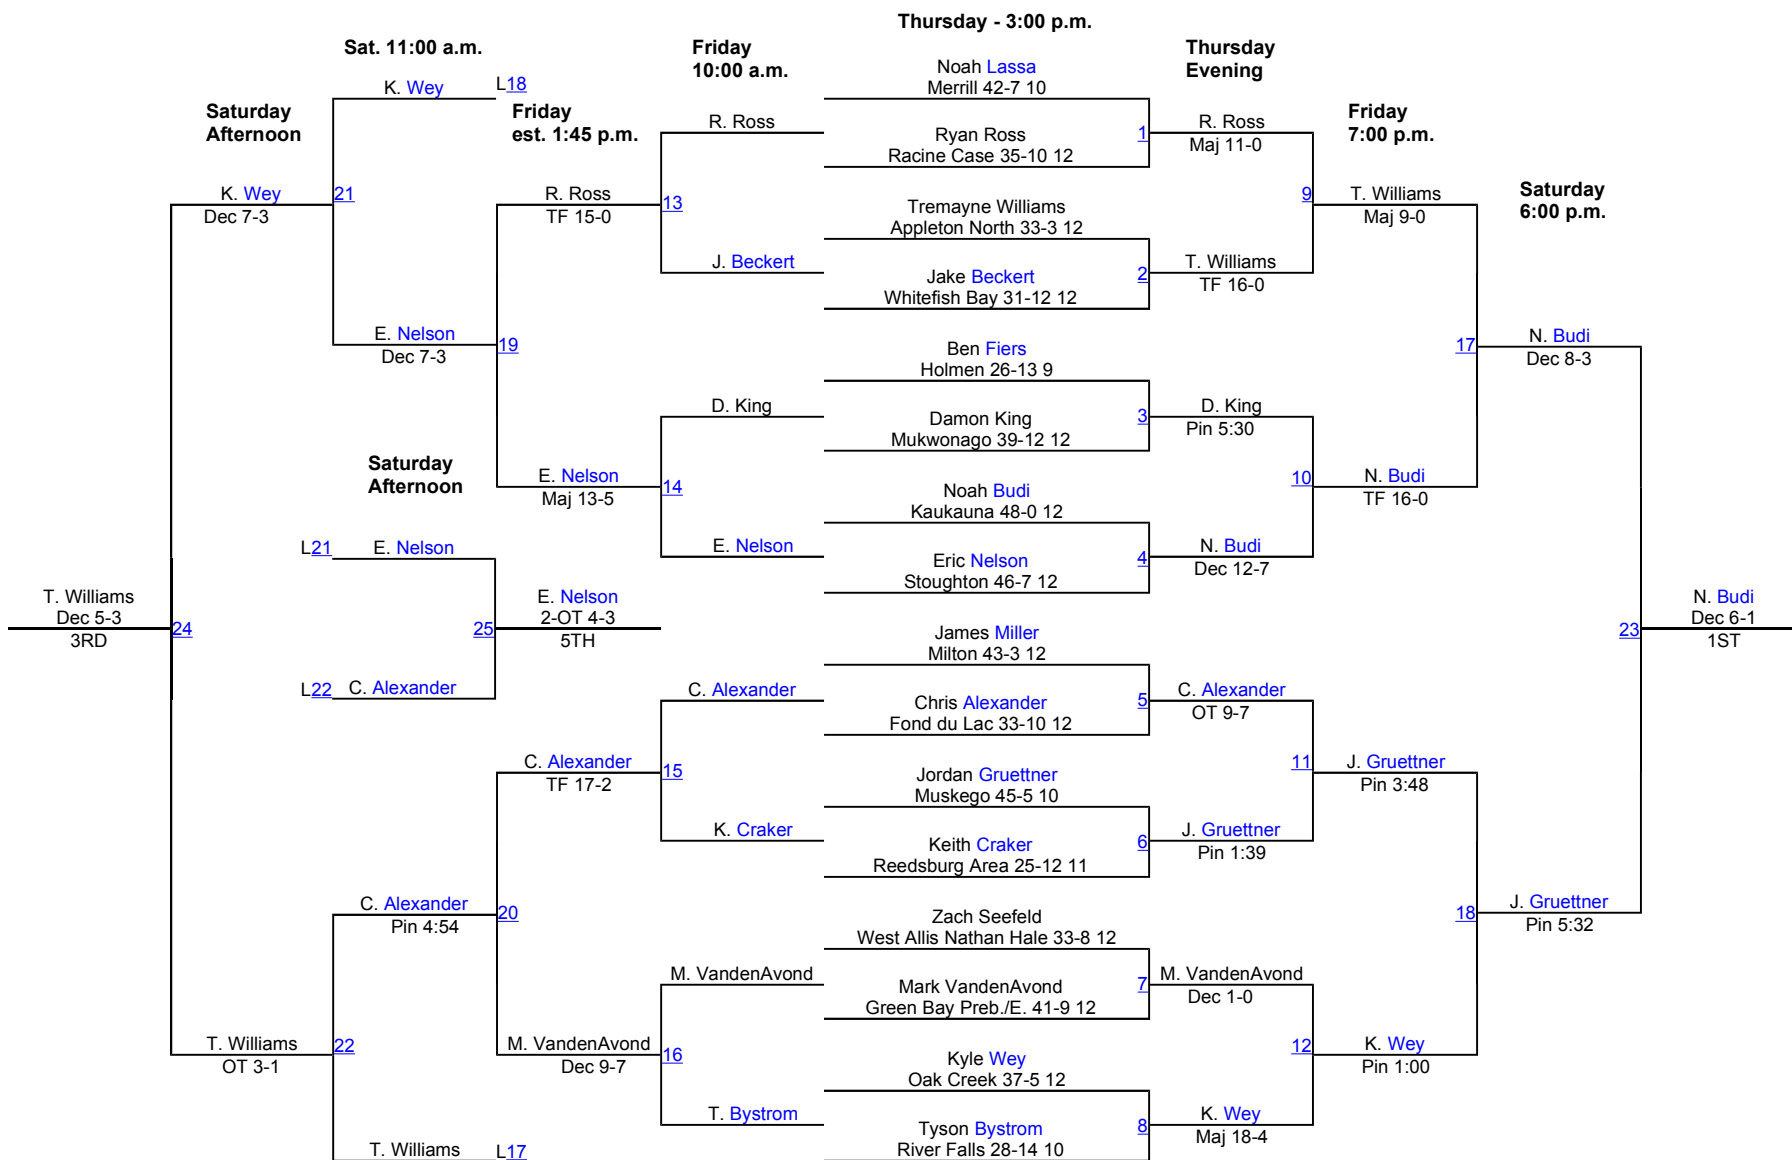 Thursday - 3:00 p.m.
Sat. 11:00 a.m.
Friday
10:00 a.m.
Thursday
Evening
Noah Lassa
Merrill 42-7 10
K. Wey
L18
Saturday
Afternoon
Friday
est. 1:45 p.m.
Friday
7:00 p.m.
R. Ross
Ryan Ross
Racine Case 35-10 12
1
R. Ross
Maj 11-0
K. Wey
Dec 7-3
21
R. Ross
TF 15-0
13
Tremayne Williams
Appleton North 33-3 12
9
T. Williams
Maj 9-0
Saturday
6:00 p.m.
J. Beckert
Jake Beckert
Whitefish Bay 31-12 12
2
T. Williams
TF 16-0
E. Nelson
Dec 7-3
19
Ben Fiers
Holmen 26-13 9
17
N. Budi
Dec 8-3
D. King
Damon King
Mukwonago 39-12 12
3
D. King
Pin 5:30
Saturday
Afternoon
E. Nelson
Maj 13-5
14
Noah Budi
Kaukauna 48-0 12
10
N. Budi
TF 16-0
L21
E. Nelson
E. Nelson
Eric Nelson
Stoughton 46-7 12
4
N. Budi
Dec 12-7
T. Williams
Dec 5-3
3RD
24
25
E. Nelson
2-OT 4-3
5TH
James Miller
Milton 43-3 12
23
N. Budi
Dec 6-1
1ST
L22
C. Alexander
C. Alexander
Chris Alexander
Fond du Lac 33-10 12
5
C. Alexander
OT 9-7
C. Alexander
TF 17-2
15
Jordan Gruettner
Muskego 45-5 10
11
J. Gruettner
Pin 3:48
K. Craker
Keith Craker
Reedsburg Area 25-12 11
6
J. Gruettner
Pin 1:39
C. Alexander
Pin 4:54
20
Zach Seefeld
West Allis Nathan Hale 33-8 12
18
J. Gruettner
Pin 5:32
M. VandenAvond
Mark VandenAvond
Green Bay Preb./E. 41-9 12
7
M. VandenAvond
Dec 1-0
T. Williams
OT 3-1
22
M. VandenAvond
Dec 9-7
16
Kyle Wey
Oak Creek 37-5 12
12
K. Wey
Pin 1:00
T. Bystrom
Tyson Bystrom
River Falls 28-14 10
8
K. Wey
Maj 18-4
T. Williams
L17